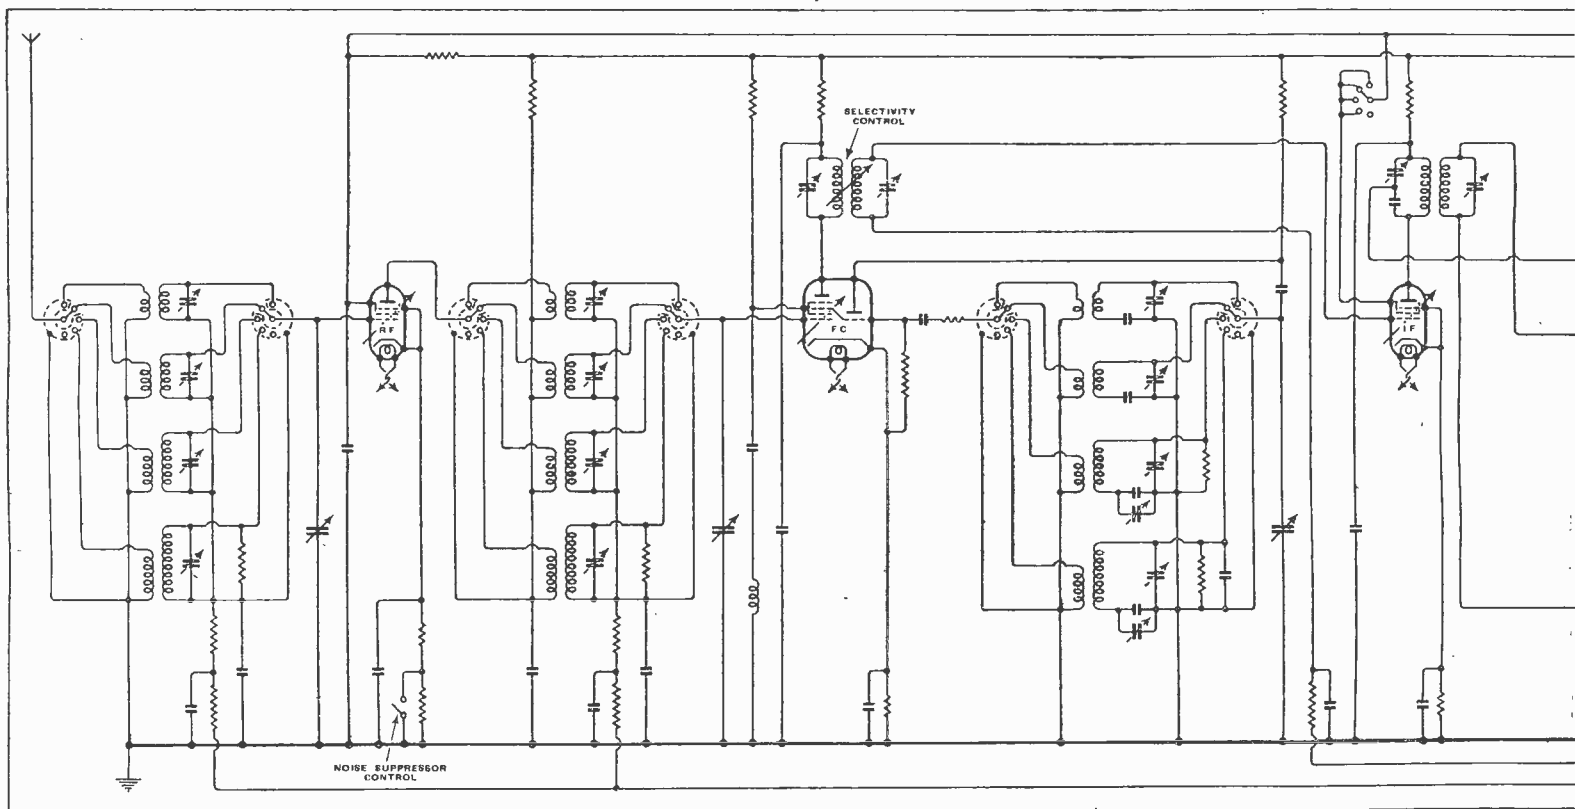 SELECTIVITY
CONTROL
RF
FC
IF
NOISE SUPPRESSOR
CONTROL